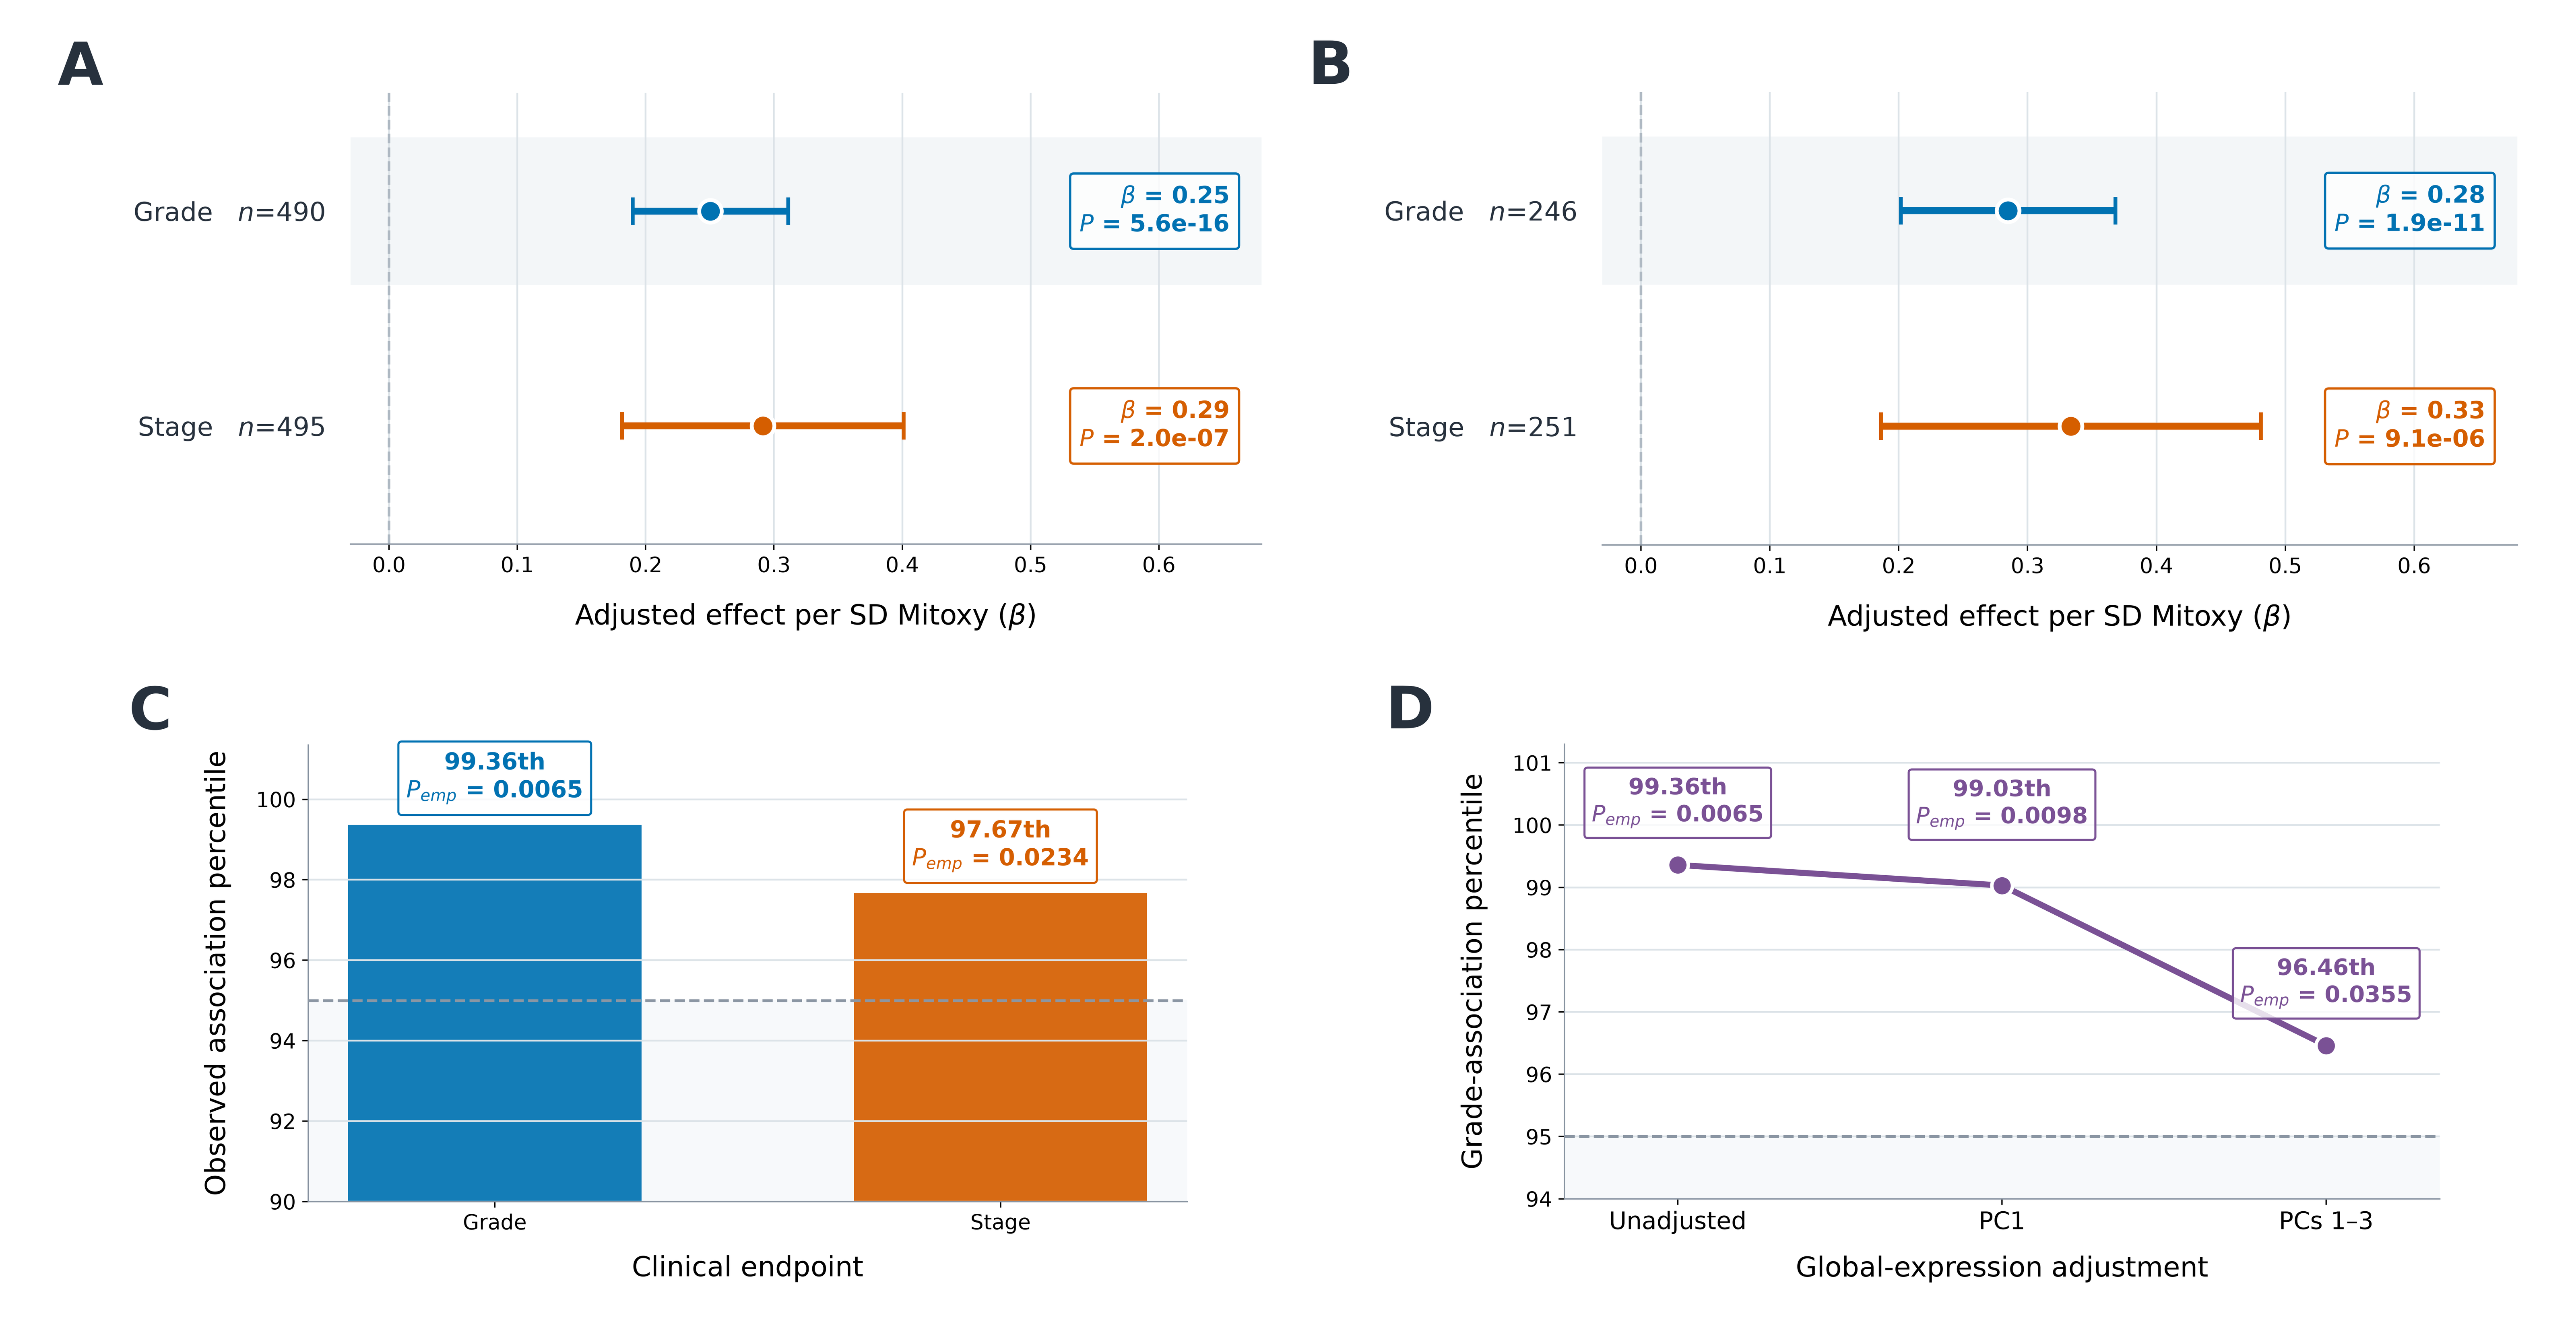 A
Grade n=490
β = 0.25
P = 5.6e-16
Stage n=495
β = 0.29
P = 2.0e-07
0.0 0.1 0.2 0.3 0.4 0.5 0.6
Adjusted effect per SD Mitoxy (β)
B
Grade n=246
β = 0.28
P = 1.9e-11
Stage n=251
β = 0.33
P = 9.1e-06
0.0 0.1 0.2 0.3 0.4 0.5 0.6
Adjusted effect per SD Mitoxy (β)
C
Observed association percentile
100
98
96
94
92
90
99.36th
Pemp = 0.0065
97.67th
Pemp = 0.0234
Grade Stage
Clinical endpoint
D
Grade-association percentile
101
100
99
98
97
96
95
94
99.36th
Pemp = 0.0065
99.03th
Pemp = 0.0098
96.46th
Pemp = 0.0355
Unadjusted PC1 PCs 1–3
Global-expression adjustment